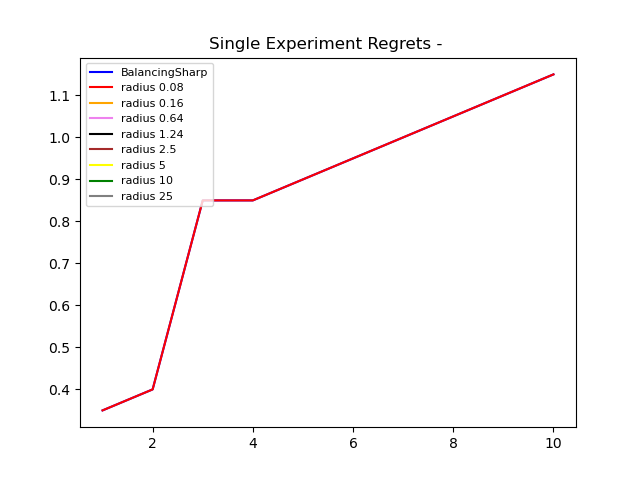 Single Experiment Regrets -
BalancingSharp
radius 0.08
radius 0.16
radius 0.64
radius 1.24
radius 2.5
radius 5
radius 10
radius 25
1.1
1.0
0.9
0.8
0.7
0.6
0.5
0.4
2 4 6 8 10